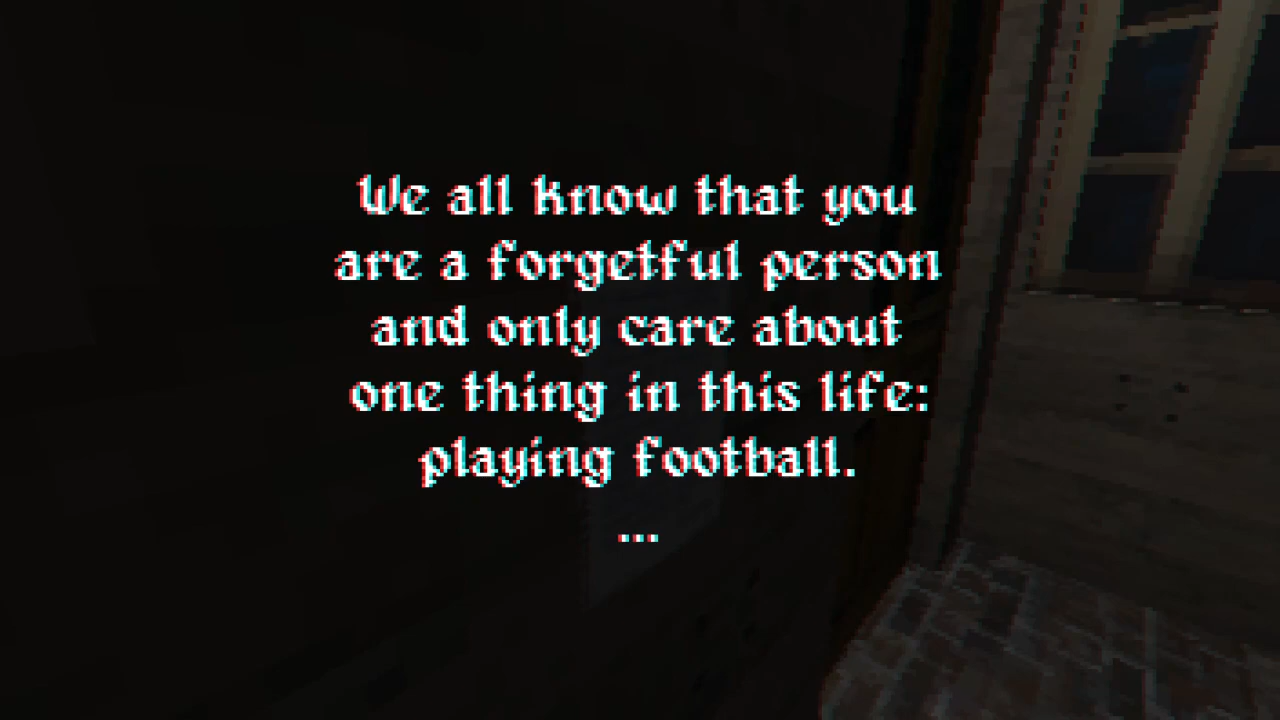 We all know that you
are a forgetful person
and only care about
one thing in this life:
playing football.
...